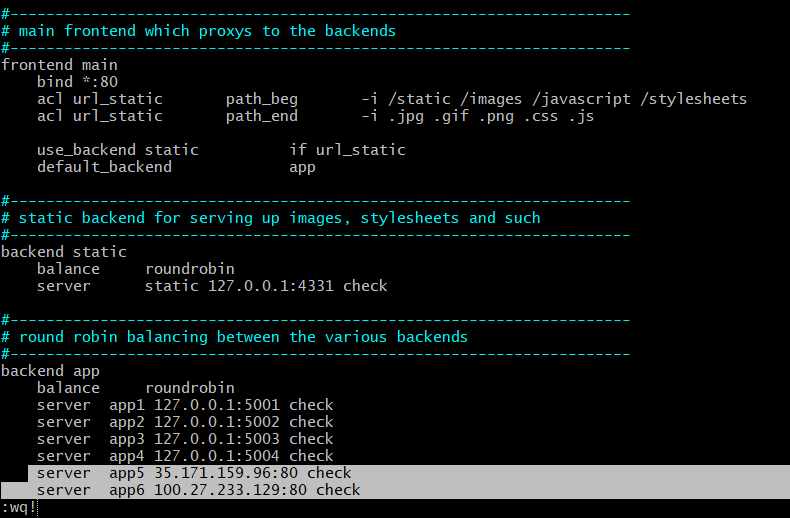 #---------------------------------------------------------------------
# main frontend which proxys to the backends
#---------------------------------------------------------------------
frontend main
    bind *:80
    acl url_static       path_beg       -i /static /images /javascript /stylesheets
    acl url_static       path_end       -i .jpg .gif .png .css .js

    use_backend static          if url_static
    default_backend             app

#---------------------------------------------------------------------
# static backend for serving up images, stylesheets and such
#---------------------------------------------------------------------
backend static
    balance     roundrobin
    server      static 127.0.0.1:4331 check

#---------------------------------------------------------------------
# round robin balancing between the various backends
#---------------------------------------------------------------------
backend app
    balance     roundrobin
    server  app1 127.0.0.1:5001 check
    server  app2 127.0.0.1:5002 check
    server  app3 127.0.0.1:5003 check
    server  app4 127.0.0.1:5004 check
    server  app5 35.171.159.96:80 check
    server  app6 100.27.233.129:80 check
:wq!